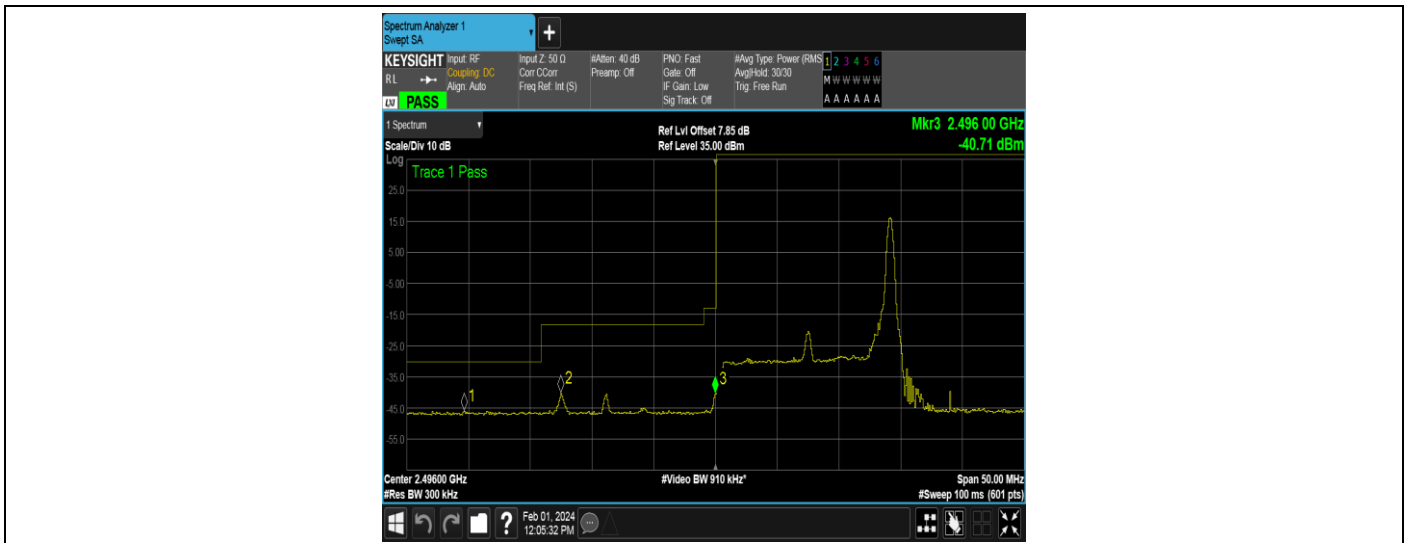 Spectrum Analyzer 1
Swept SA
+
KEYSIGHT
RL
LXI PASS
Input: RF
Coupling: DC
Align: Auto
Input Z: 50 Ω
Corr CCorr
Freq Ref: Int (S)
#Atten: 40 dB
Preamp: Off
PNO: Fast
Gate: Off
IF Gain: Low
Sig Track: Off
#Avg Type: Power (RMS
Avg|Hold: 30/30
Trig: Free Run
1 2 3 4 5 6
M W W W W W
A A A A A A
1 Spectrum
Scale/Div 10 dB
Ref Lvl Offset 7.85 dB
Ref Level 35.00 dBm
Mkr3 2.496 00 GHz
-40.71 dBm
Log
Trace 1 Pass
25.0
15.0
5.00
-5.00
-15.0
-25.0
-35.0
-45.0
-55.0
1
2
3
Center 2.49600 GHz
#Res BW 300 kHz
#Video BW 910 kHz*
Span 50.00 MHz
#Sweep 100 ms (601 pts)
?
Feb 01, 2024
12:05:32 PM